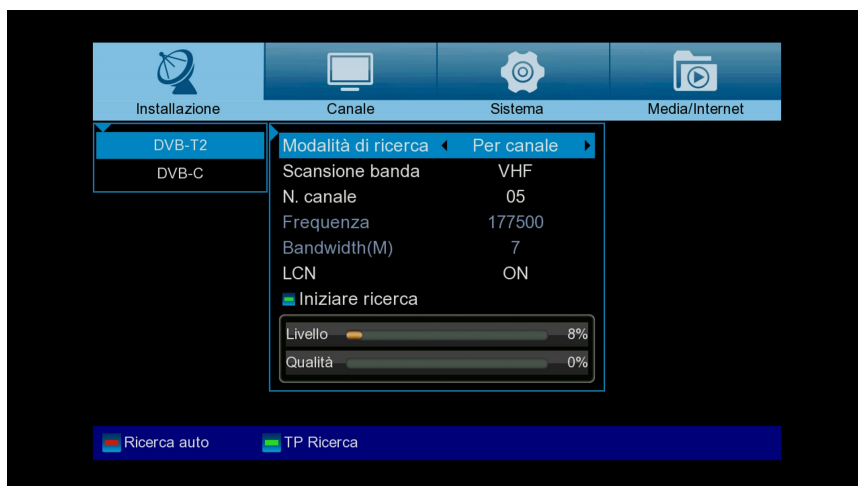 Installazione Canale Sistema Media/Internet
DVB-T2
DVB-C
Modalità di ricerca Per canale
Scansione banda VHF
N. canale 05
Frequenza 177500
Bandwidth(M) 7
LCN ON
Iniziare ricerca
Livello 8%
Qualità 0%
Ricerca auto TP Ricerca